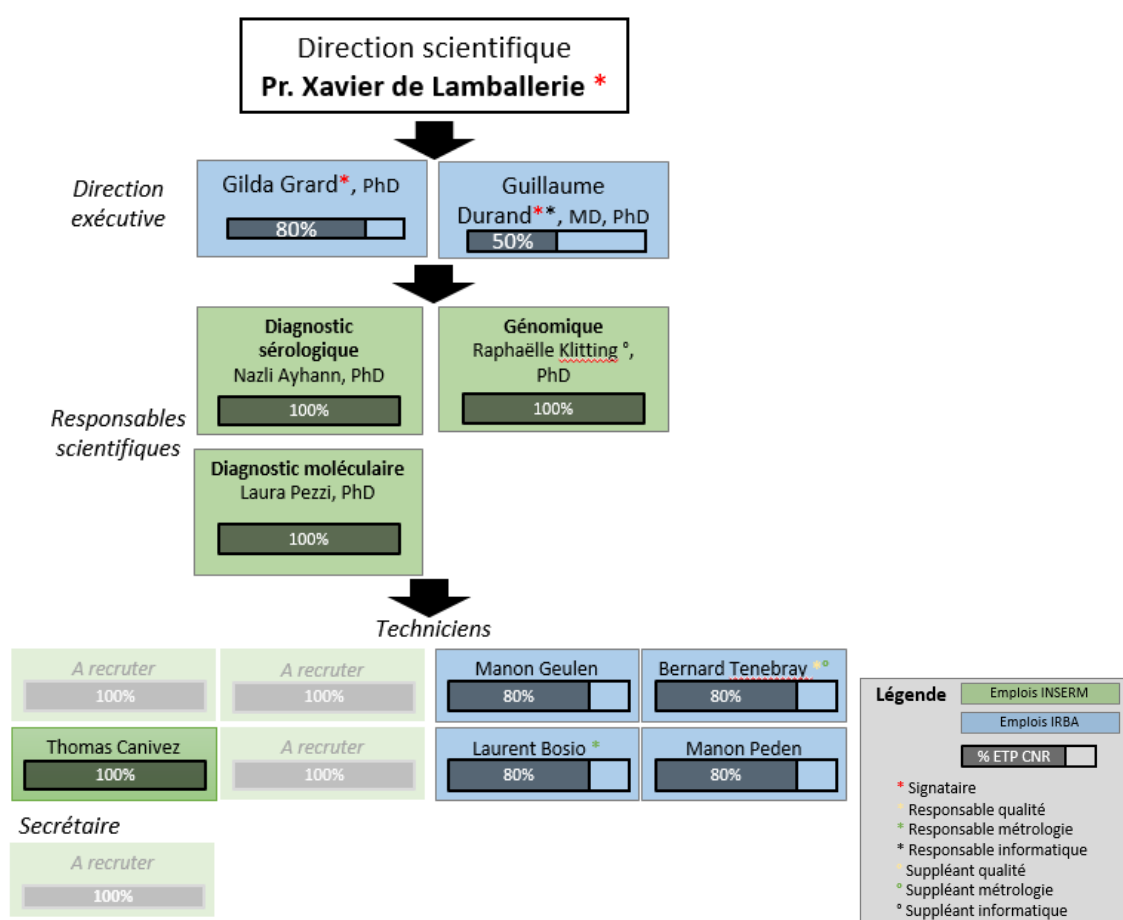 Direction scientifique
Pr. Xavier de Lamballerie *
Direction
exécutive
Gilda Grard*, PhD
80%
Guillaume
Durand**, MD, PhD
50%
Responsables
scientifiques
Diagnostic
sérologique
Nazli Ayhann, PhD
100%
Génomique
Raphaëlle Klitting °,
PhD
100%
Diagnostic moléculaire
Laura Pezzi, PhD
100%
Techniciens
A recruter
100%
A recruter
100%
Manon Geulen
80%
Bernard Tenebray *°
80%
Thomas Canivez
100%
A recruter
100%
Laurent Bosio *
80%
Manon Peden
80%
Secrétaire
A recruter
100%
Légende
Emplois INSERM
Emplois IRBA
% ETP CNR
* Signataire
* Responsable qualité
* Responsable métrologie
* Responsable informatique
° Suppléant qualité
° Suppléant métrologie
° Suppléant informatique